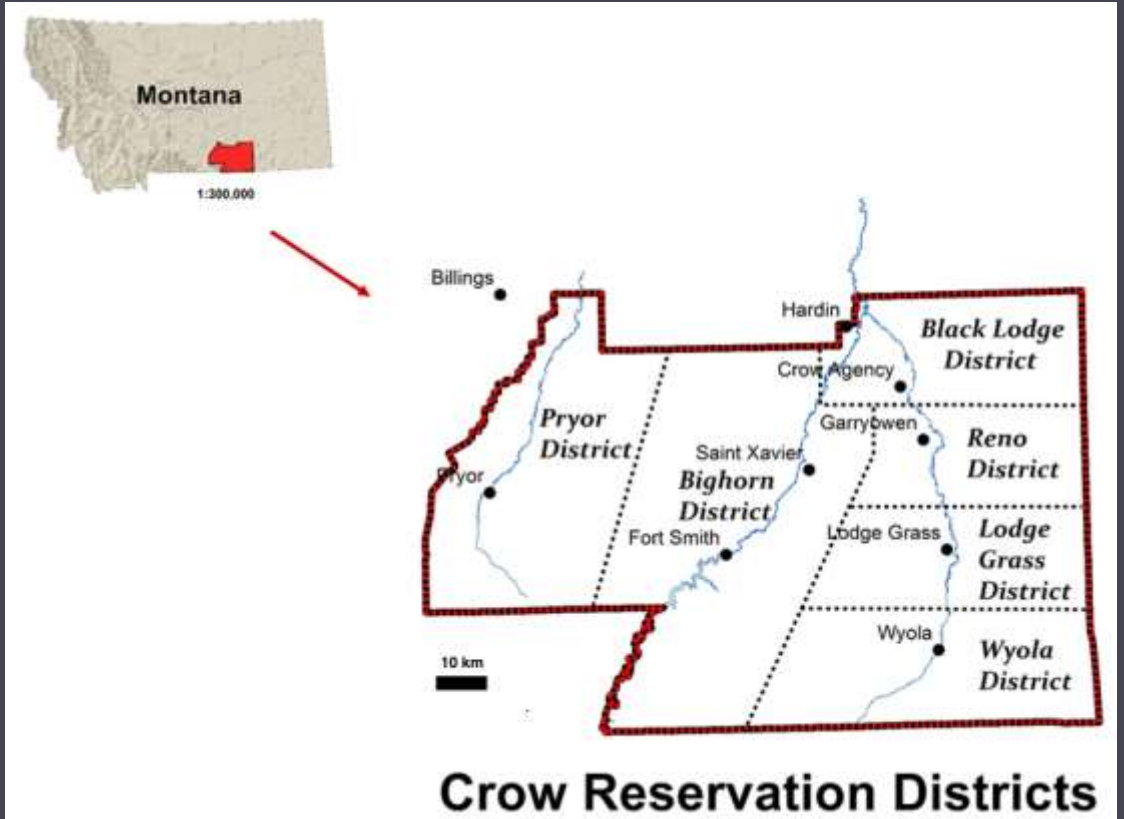 Montana
1:300,000
Billings
Hardin
Black Lodge
District
Crow Agency
Garryowen
Pryor
District
Reno
District
Saint Xavier
Pryor
Bighorn
District
Fort Smith
Lodge Grass
Lodge
Grass
District
Wyola
Wyola
District
10 km
Crow Reservation Districts